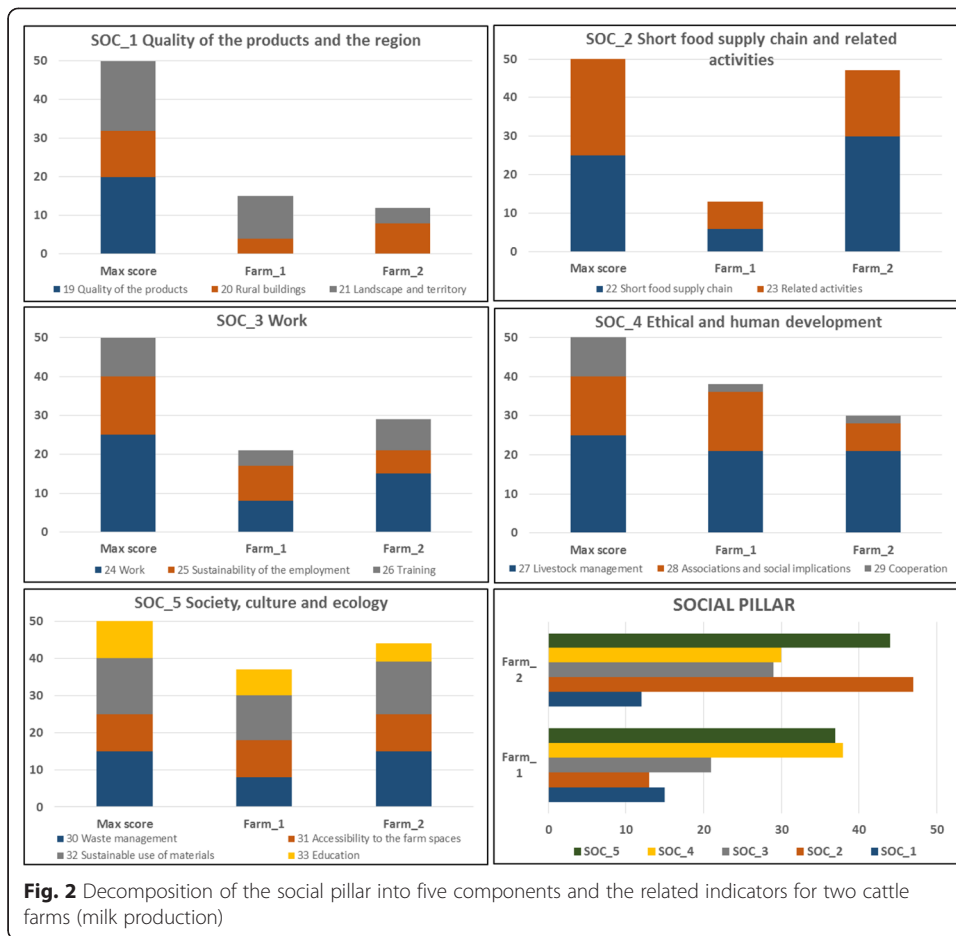 SOC_1 Quality of the products and the region
50
40
30
20
10
0
Max score Farm_1 Farm_2
19 Quality of the products 20 Rural buildings 21 Landscape and territory
SOC_2 Short food supply chain and related
activities
50
40
30
20
10
0
Max score Farm_1 Farm_2
22 Short food supply chain 23 Related activities
SOC_3 Work
50
40
30
20
10
0
Max score Farm_1 Farm_2
24 Work 25 Sustainability of the employment 26 Training
SOC_4 Ethical and human development
50
40
30
20
10
0
Max score Farm_1 Farm_2
27 Livestock management 28 Associations and social implications 29 Cooperation
SOC_5 Society, culture and ecology
50
40
30
20
10
0
Max score Farm_1 Farm_2
30 Waste management 31 Accessibility to the farm spaces
32 Sustainable use of materials 33 Education
SOCIAL PILLAR
Farm_
2
Farm_
1
0 10 20 30 40 50
SOC_5 SOC_4 SOC_3 SOC_2 SOC_1
Fig. 2 Decomposition of the social pillar into five components and the related indicators for two cattle
farms (milk production)